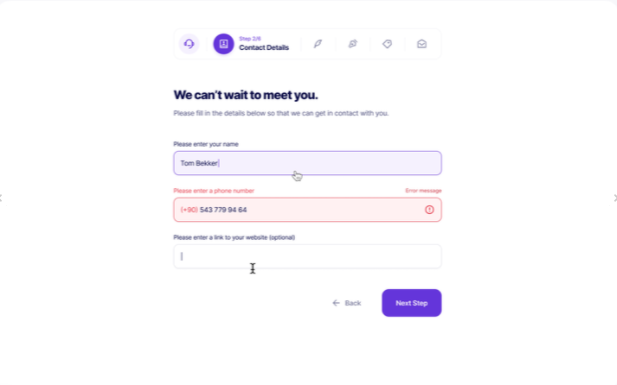 Step 2/6
Contact Details
We can't wait to meet you.
Please fill in the details below so that we can get in contact with you.
Please enter your name
Tom Bekker
Please enter a phone number
Error message
(+90) 543 779 94 64
Please enter a link to your website (optional)
Back
Next Step